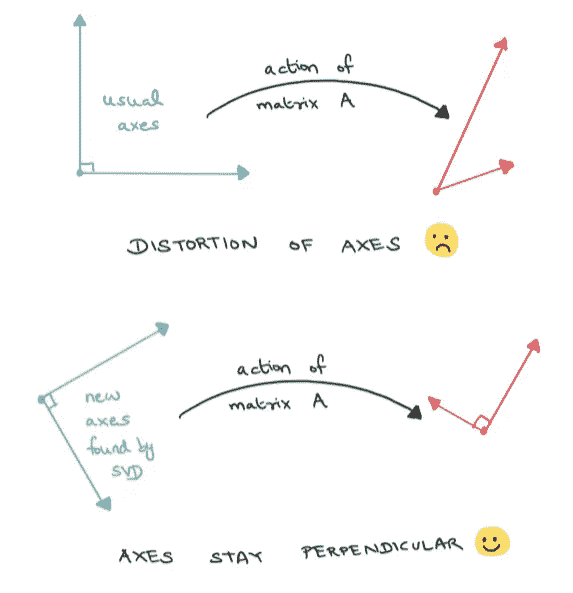 usual
axes
action of
matrix A
DISTORTION OF AXES
new
axes
found by
SVD
action of
matrix A
AXES STAY PERPENDICULAR